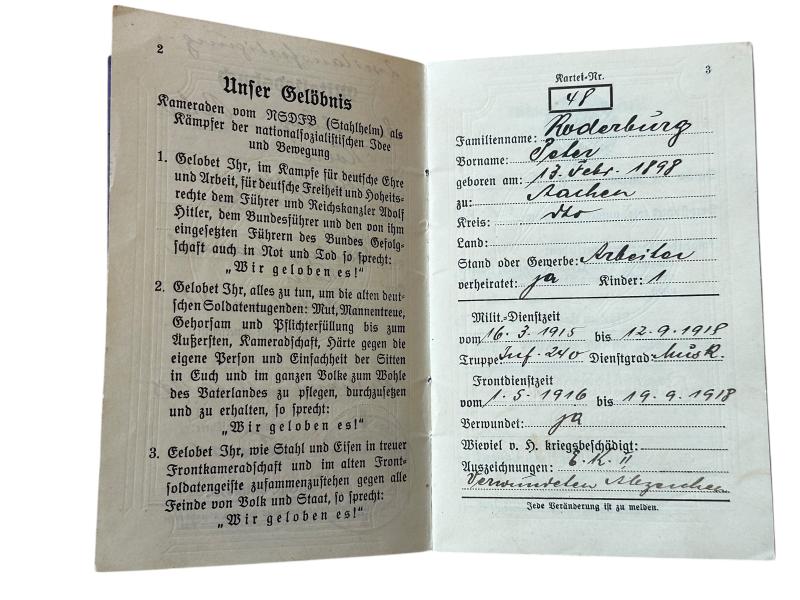 2
Unser Gelöbnis
Kameraden vom NSDFB (Stahlhelm) als
Kämpfer der nationalsozialistischen Idee
und Bewegung
1. Gelobet Ihr, im Kampfe für deutsche Ehre
und Arbeit, für deutsche Freiheit und Hoheits-
rechte dem Führer und Reichskanzler Adolf
Hitler, dem Bundesführer und den von ihm
eingesetzten Führern des Bundes Gefolg-
schaft auch in Not und Tod so sprecht:
„Wir geloben es!"
2. Gelobet Ihr, alles zu tun, um die alten deut-
schen Soldatentugenden: Mut, Mannentreue,
Gehorsam und Pflichterfüllung bis zum
Äußersten, Kameradschaft, Härte gegen die
eigene Person und Einfachheit der Sitten
in Euch und im ganzen Volke zum Wohle
des Vaterlandes zu pflegen, durchzusetzen
und zu erhalten, so sprecht:
„Wir geloben es!"
3. Gelobet Ihr, wie Stahl und Eisen in treuer
Frontkameradschaft und im alten Front-
soldatengeiste zusammenzustehen gegen alle
Feinde von Volk und Staat, so sprecht:
„Wir geloben es!"
3
Kartei-Nr.
48
Familienname: Roderburg
Vorname: Peter
geboren am: 13. Febr. 1898
zu: Aachen
Kreis: dto
Land:
Stand oder Gewerbe: Arbeiter
verheiratet: ja Kinder: 1
Milit.-Dienstzeit
vom 16. 3. 1915 bis 12. 9. 1918
Truppe Inf. 240 Dienstgrad: Musk.
Frontdienstzeit
vom 1. 5. 1916 bis 19. 9. 1918
Verwundet: ja
Wieviel v. H. kriegsbeschädigt:
Auszeichnungen: E. K. II
Verwundeten Abzeichen
Jede Veränderung ist zu melden.